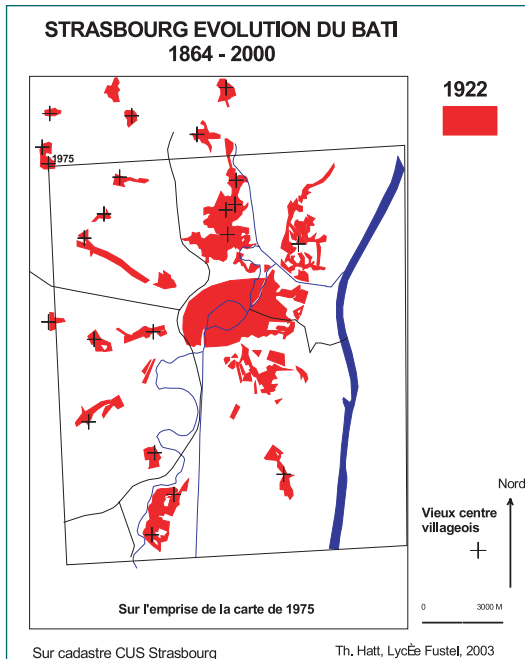 STRASBOURG EVOLUTION DU BATI
1864 - 2000
1922
1975
Nord
Vieux centre
villageois
Sur l'emprise de la carte de 1975
0 3000 M
Sur cadastre CUS Strasbourg
Th. Hatt, LycÈe Fustel, 2003